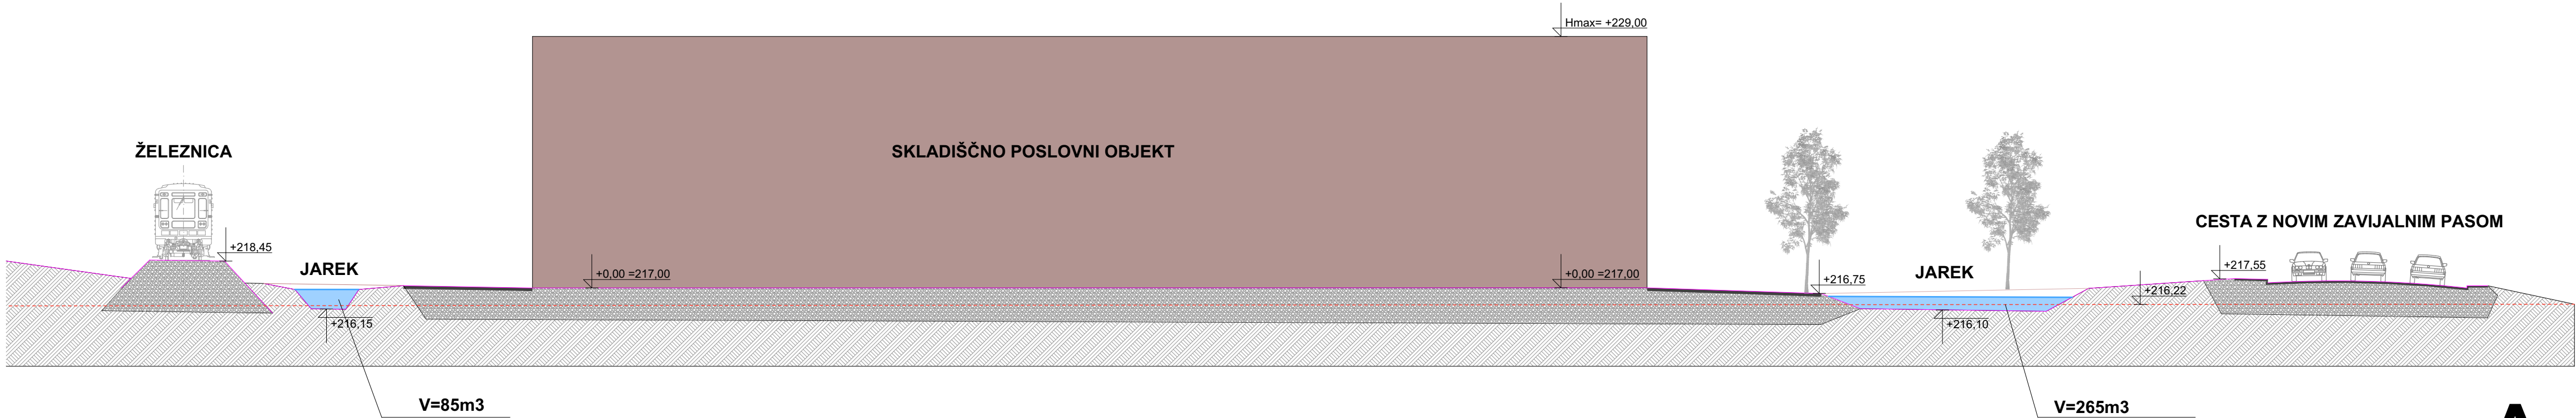 Hmax= +229,00
ŽELEZNICA
SKLADIŠČNO POSLOVNI OBJEKT
CESTA Z NOVIM ZAVIJALNIM PASOM
+218,45
JAREK
+0,00 =217,00
+0,00 =217,00
+216,75
JAREK
+217,55
+216,22
+216,15
+216,10
V=85m3
V=265m3